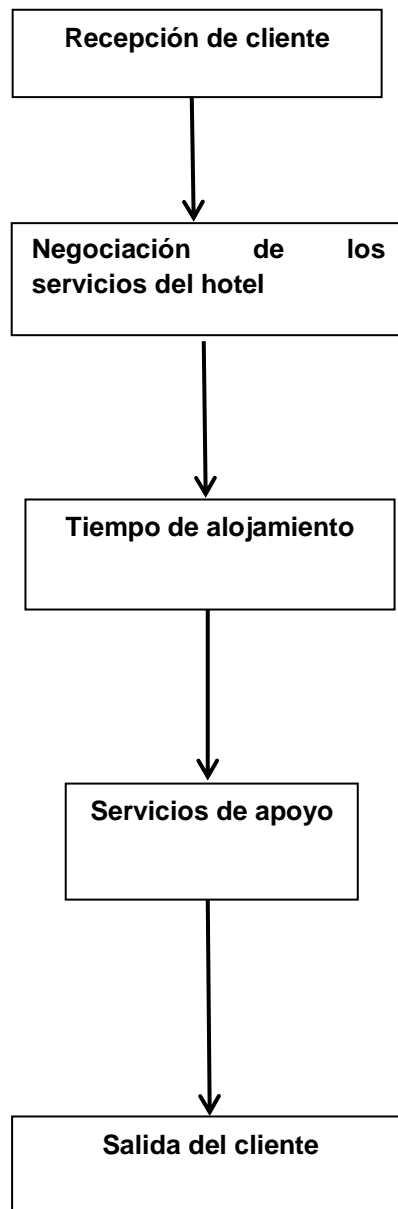 Recepción de cliente
Negociación de los
servicios del hotel
Tiempo de alojamiento
Servicios de apoyo
Salida del cliente